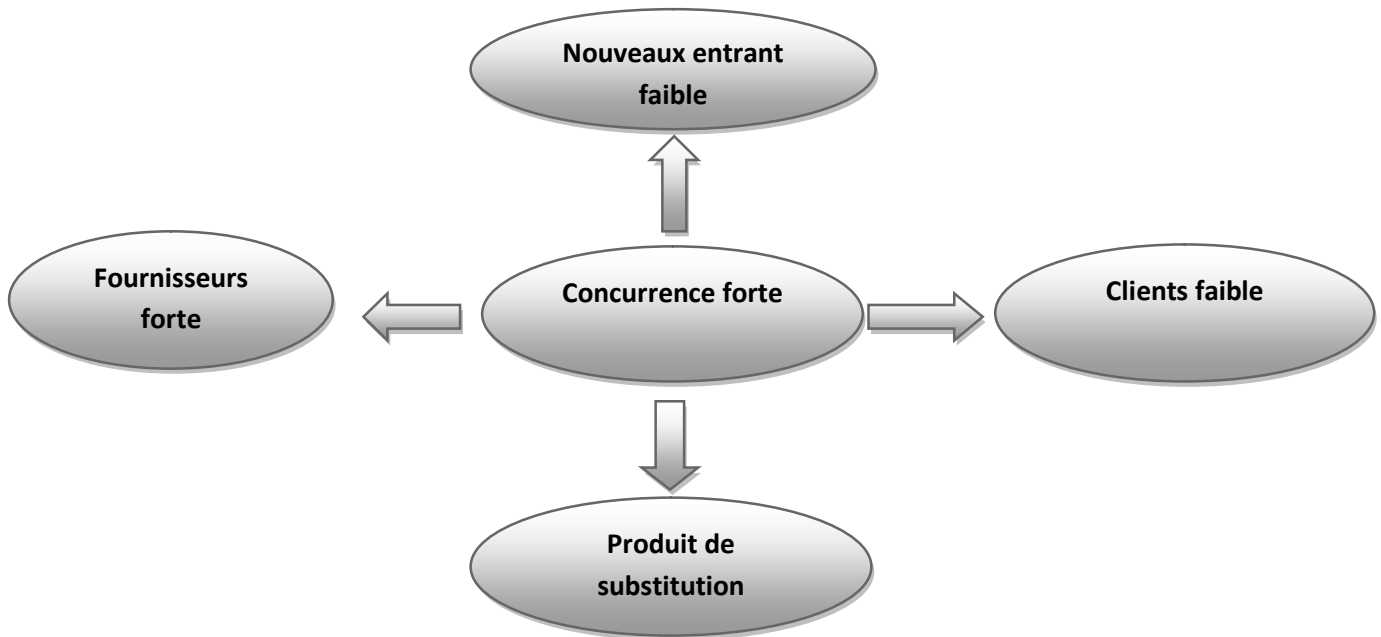 Nouveaux entrant
faible
Fournisseurs
forte
Concurrence forte
Clients faible
Produit de
substitution